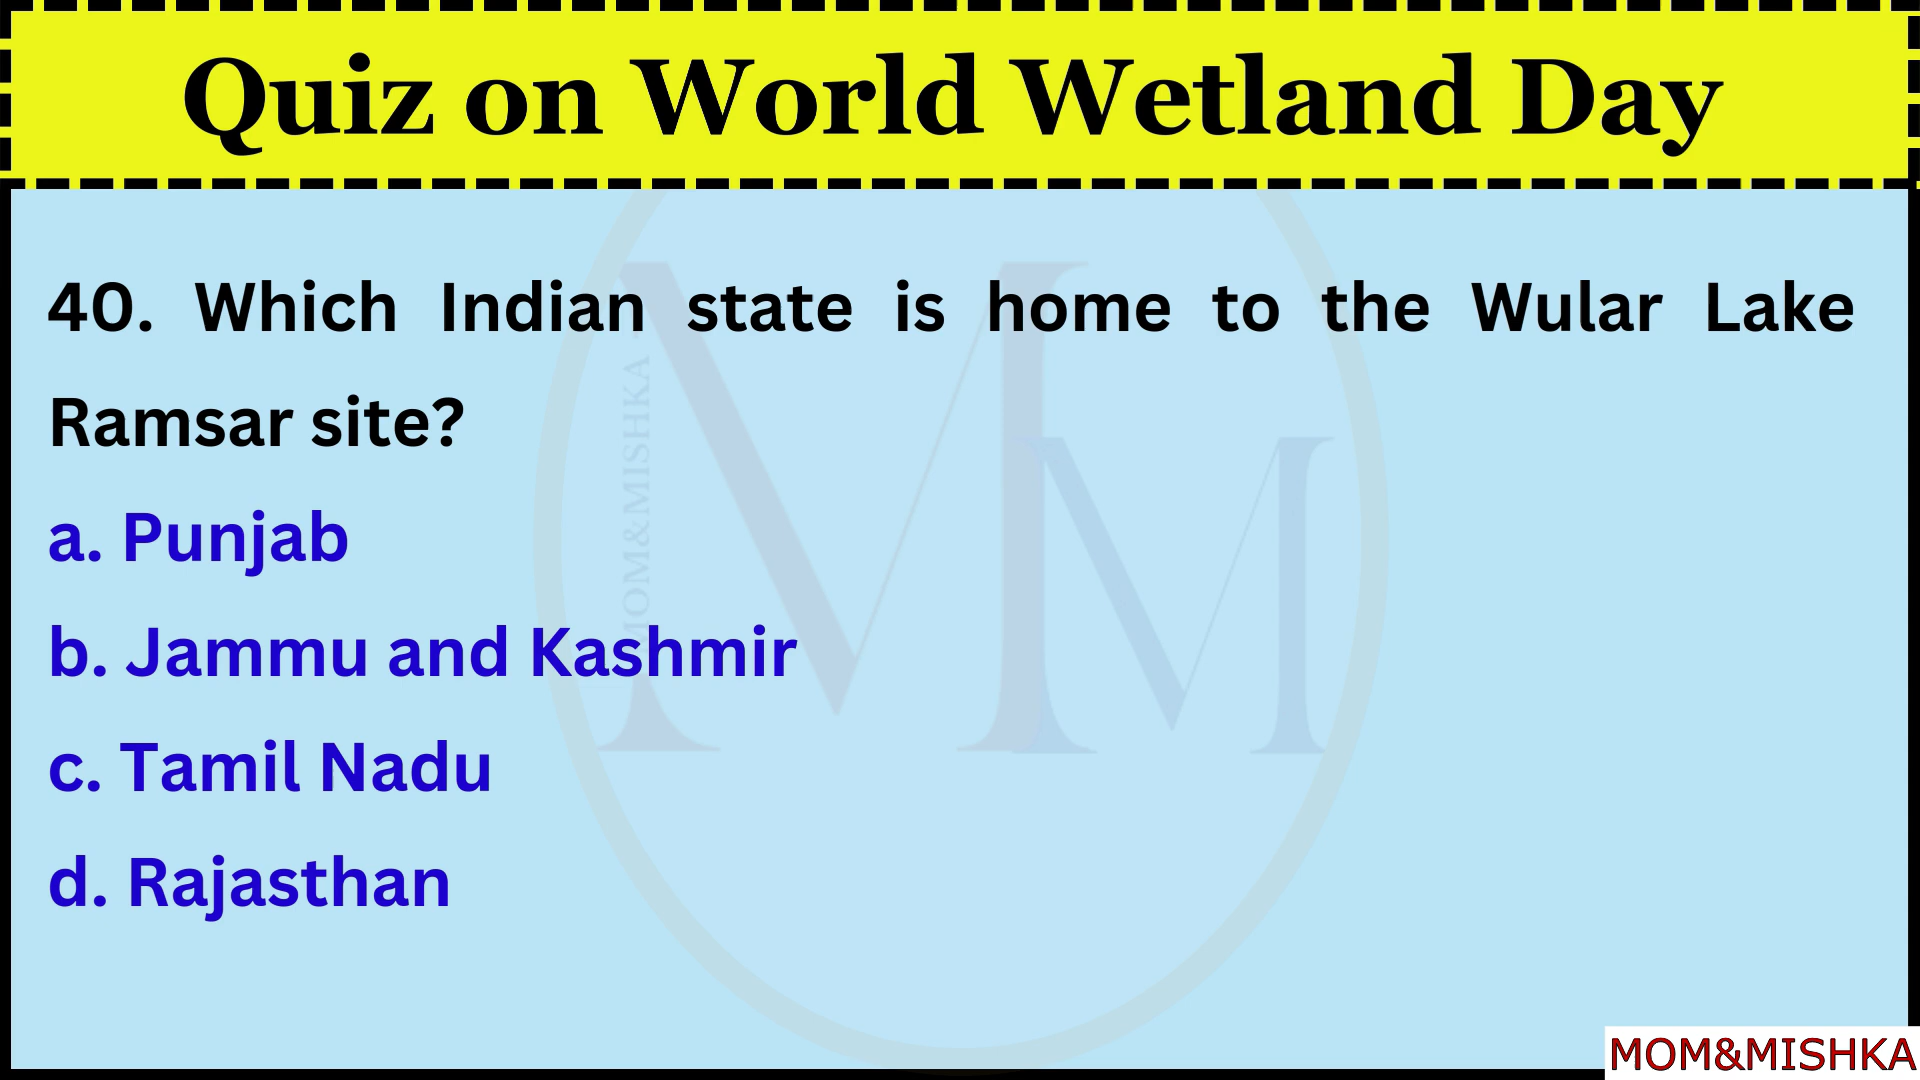 Quiz on World Wetland Day
40. Which Indian state is home to the Wular Lake
Ramsar site?
a. Punjab
b. Jammu and Kashmir
c. Tamil Nadu
d. Rajasthan
MOM&MISHKA
MM
MOM&MISHKA